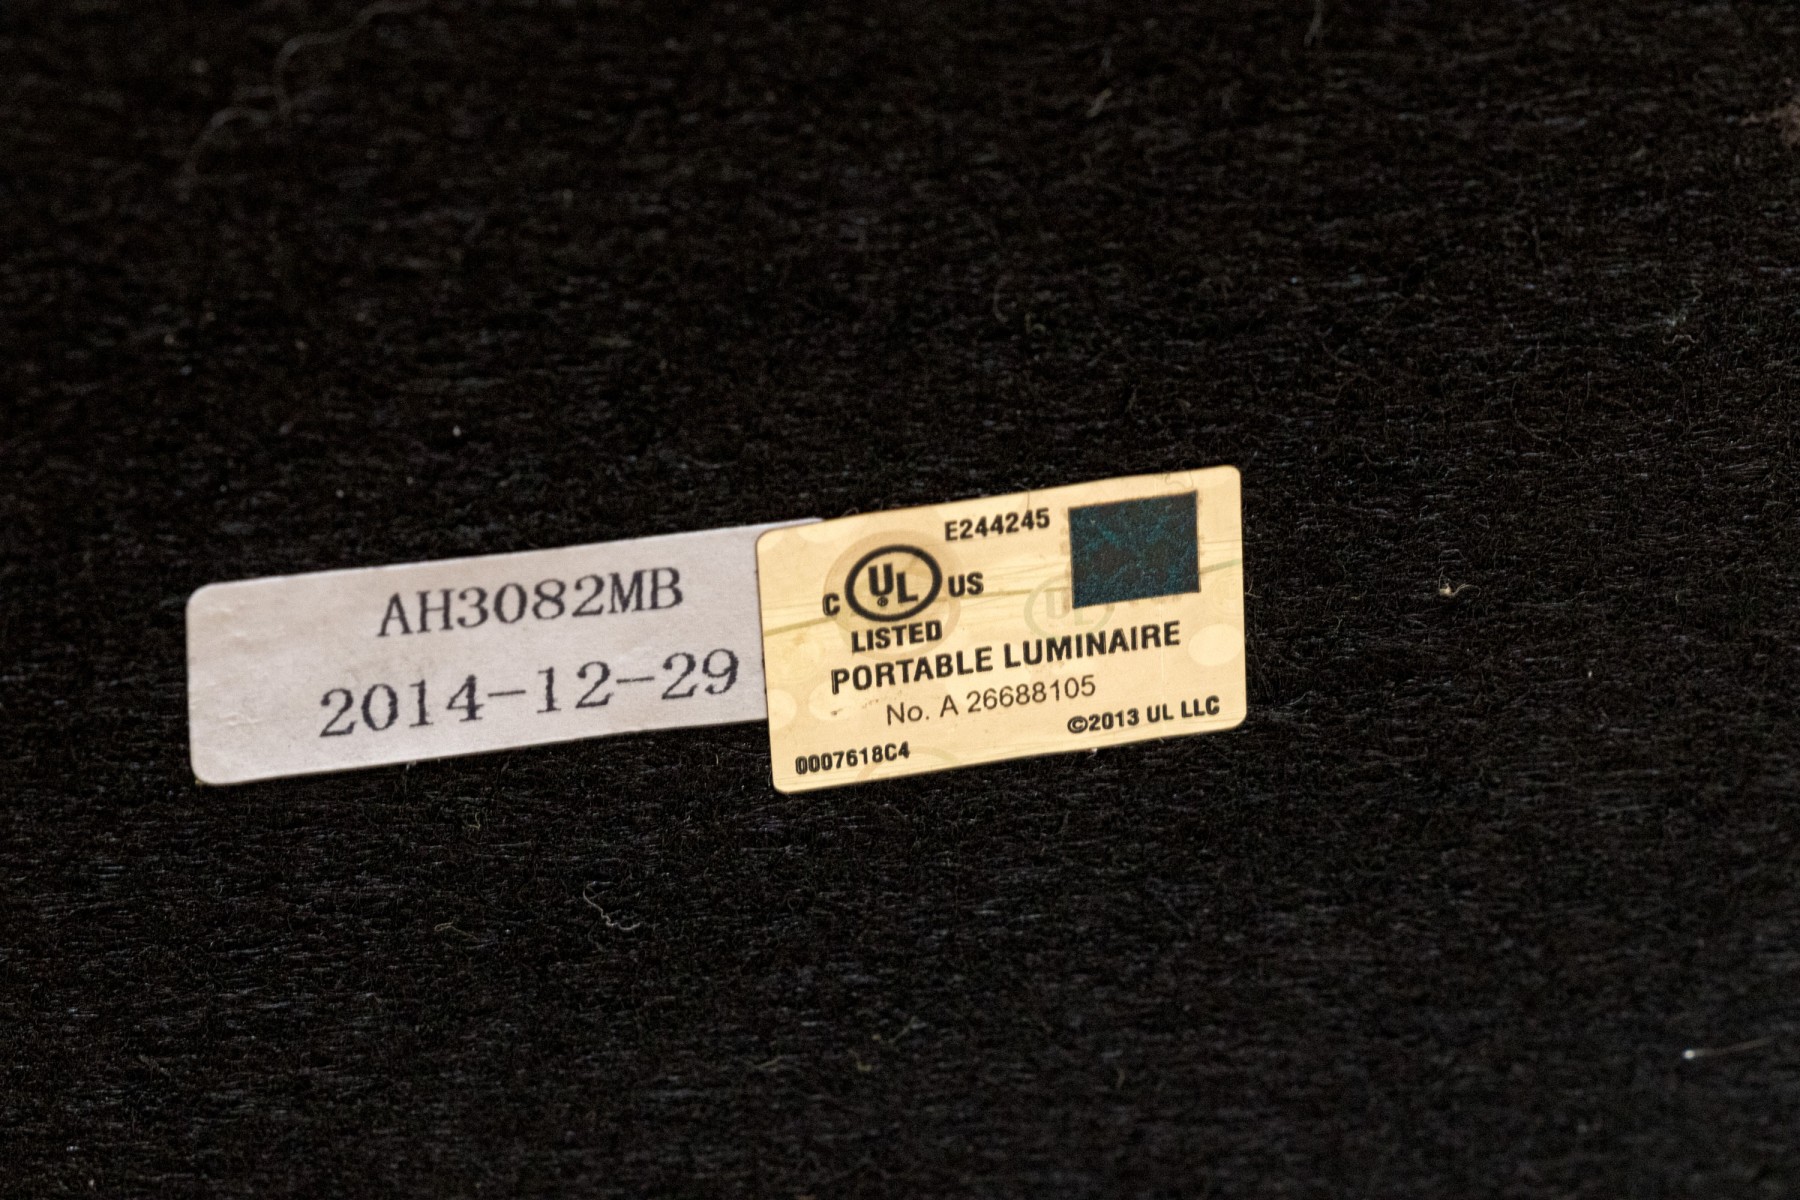 AH3082MB
2014-12-29
E244245
C UL US
LISTED
PORTABLE LUMINAIRE
No. A 26688105
©2013 UL LLC
0007618C4